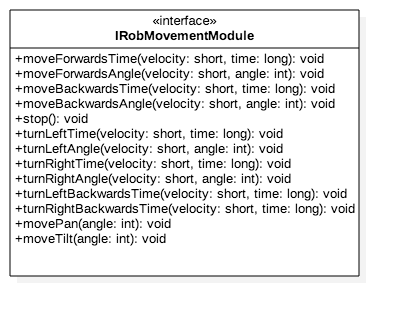 «interface»
IRobMovementModule
+moveForwardsTime(velocity: short, time: long): void
+moveForwardsAngle(velocity: short, angle: int): void
+moveBackwardsTime(velocity: short, time: long): void
+moveBackwardsAngle(velocity: short, angle: int): void
+stop(): void
+turnLeftTime(velocity: short, time: long): void
+turnLeftAngle(velocity: short, angle: int): void
+turnRightTime(velocity: short, time: long): void
+turnRightAngle(velocity: short, angle: int): void
+turnLeftBackwardsTime(velocity: short, time: long): void
+turnRightBackwardsTime(velocity: short, time: long): void
+movePan(angle: int): void
+moveTilt(angle: int): void